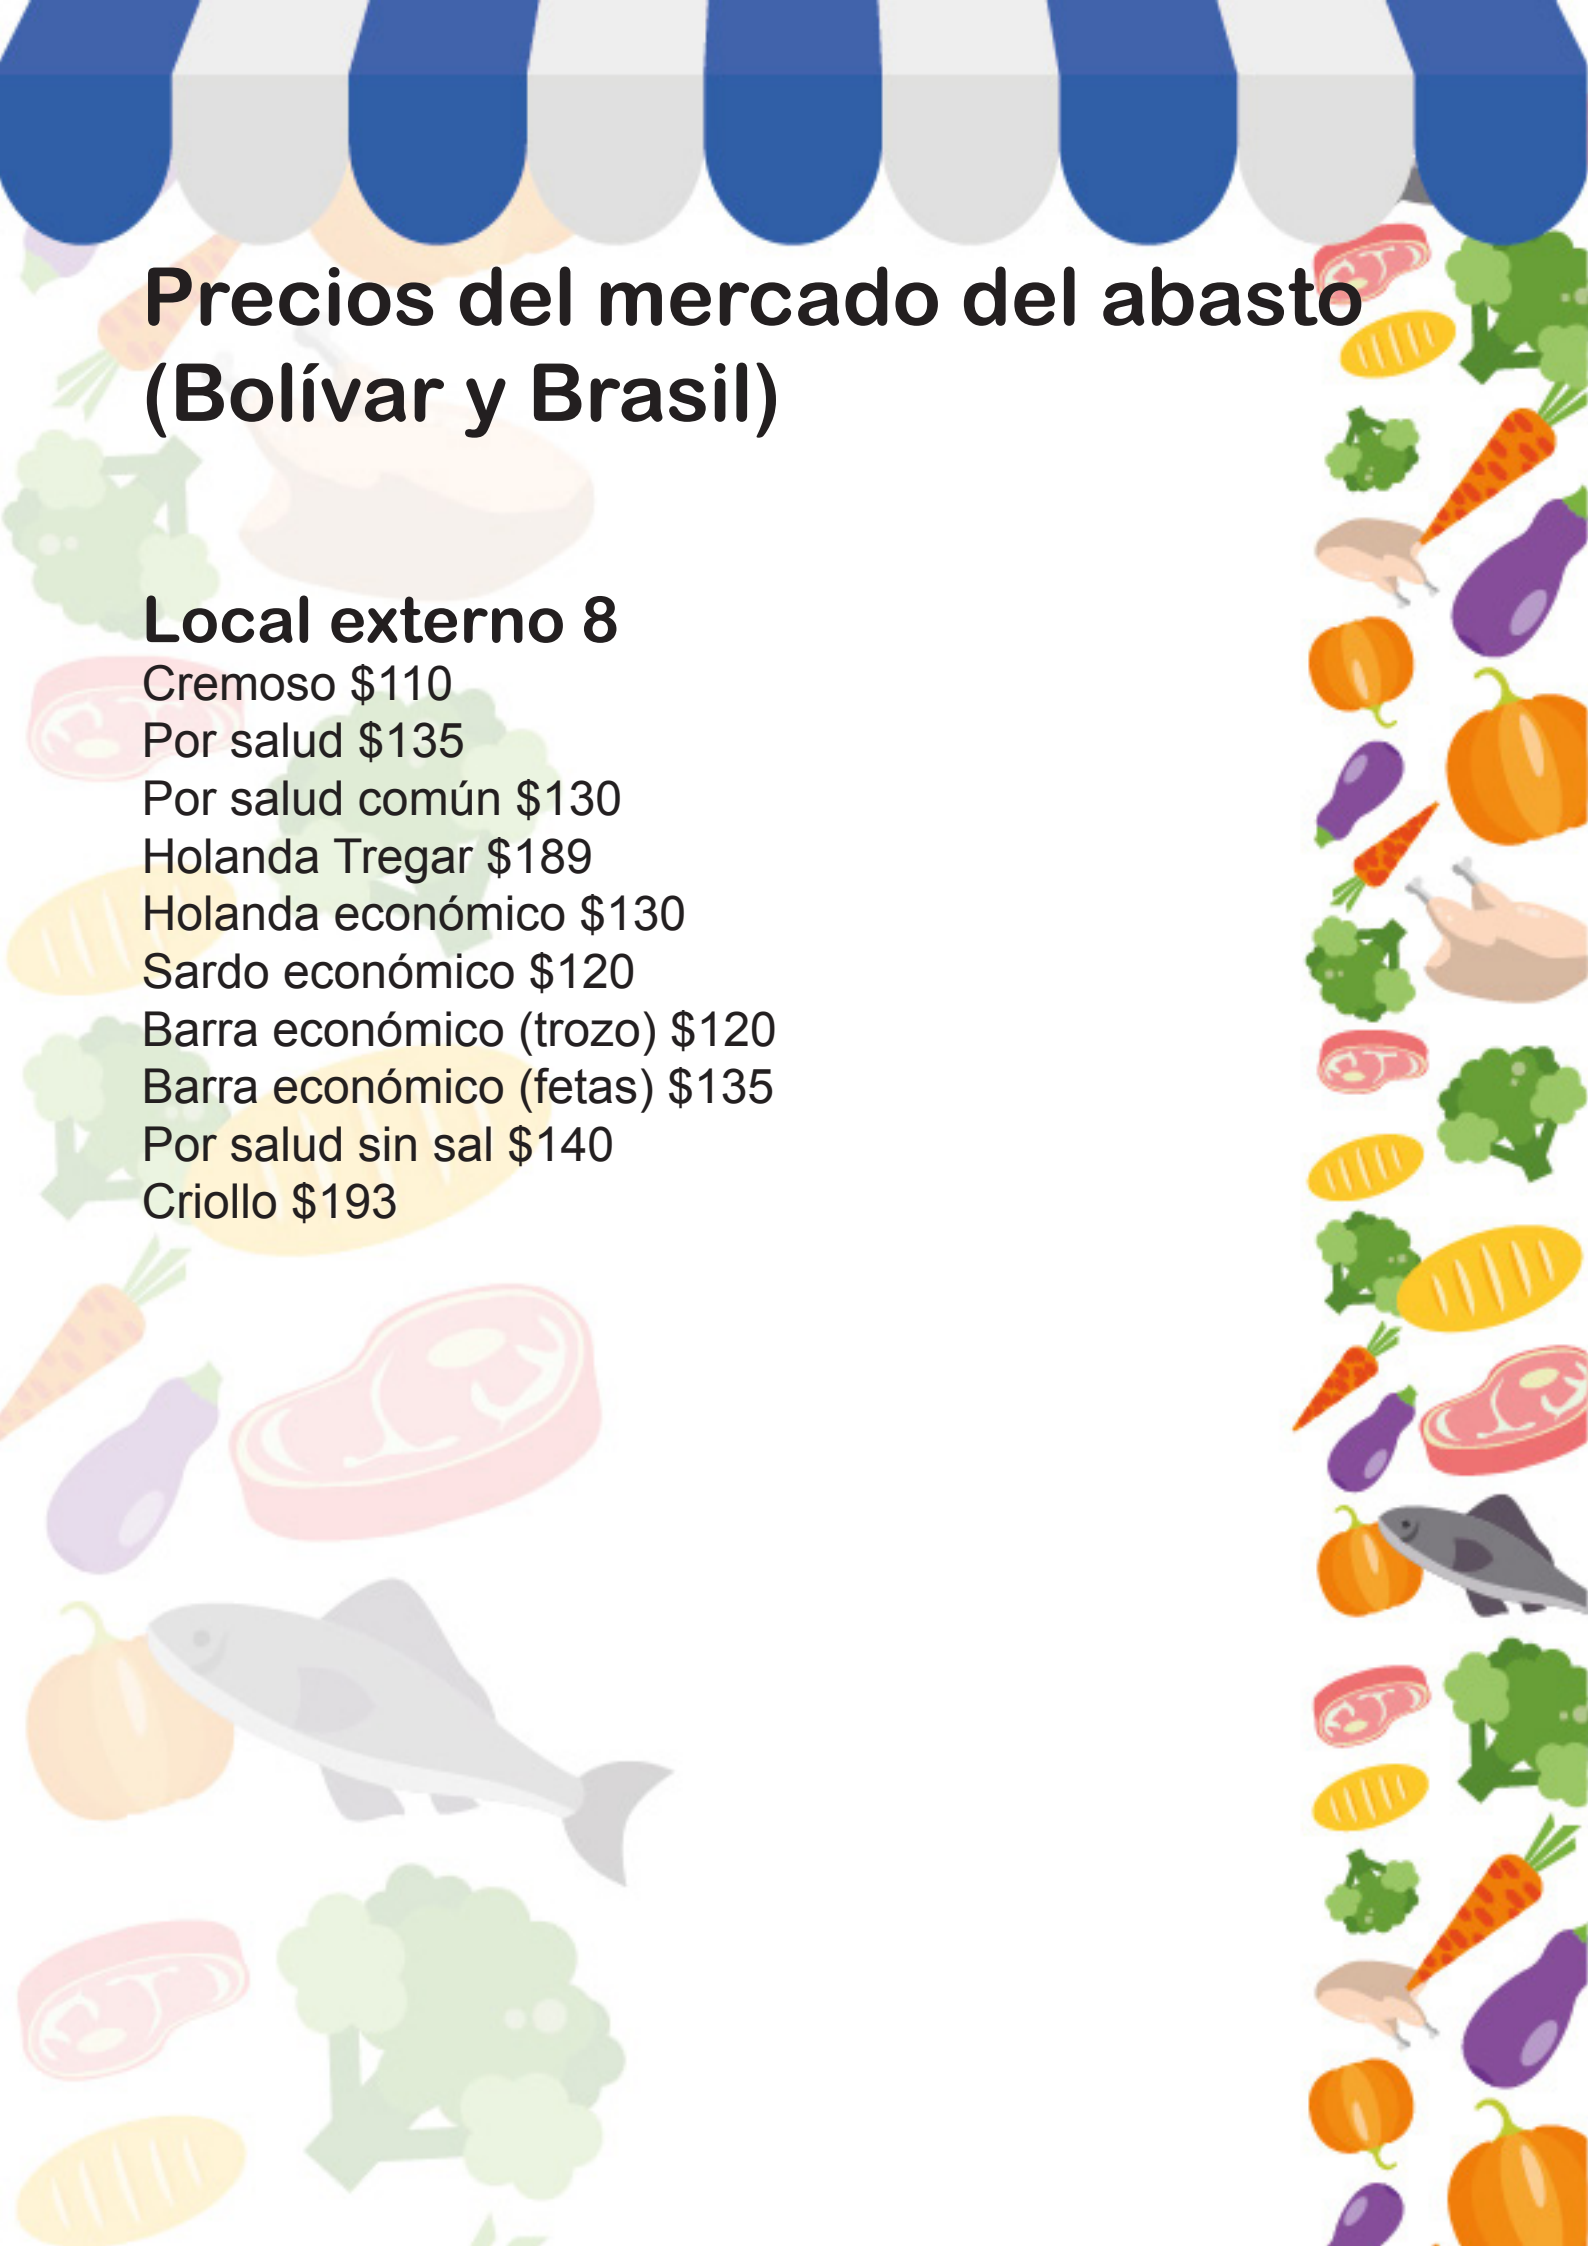 Precios del mercado del abasto
(Bolívar y Brasil)
Local externo 8
Cremoso $110
Por salud $135
Por salud común $130
Holanda Tregar $189
Holanda económico $130
Sardo económico $120
Barra económico (trozo) $120
Barra económico (fetas) $135
Por salud sin sal $140
Criollo $193